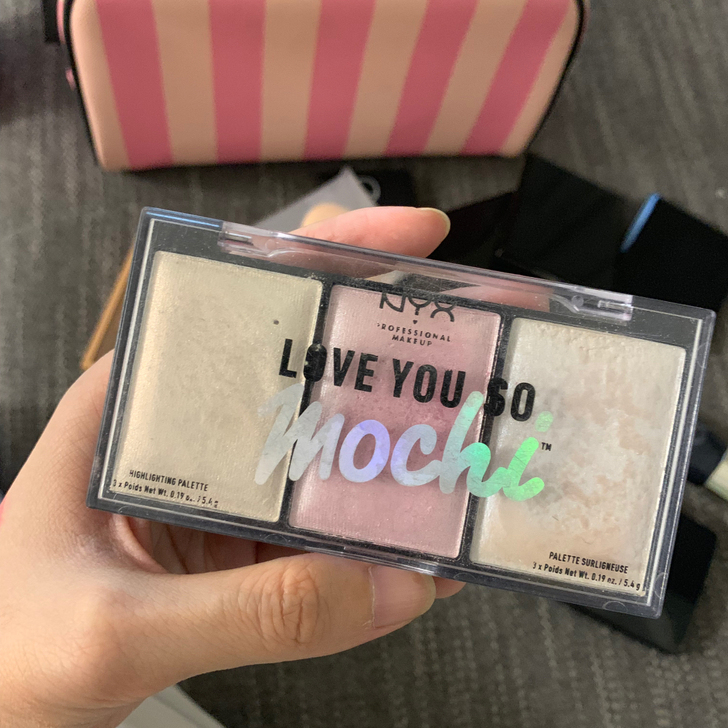 NYX
PROFESSIONAL
MAKEUP
LOVE YOU SO
mochi™
HIGHLIGHTING PALETTE
3 x Poids Net Wt. 0.19 oz. / 5.4 g
PALETTE SURLIGNEUSE
3 x Poids Net Wt. 0.19 oz. / 5.4 g